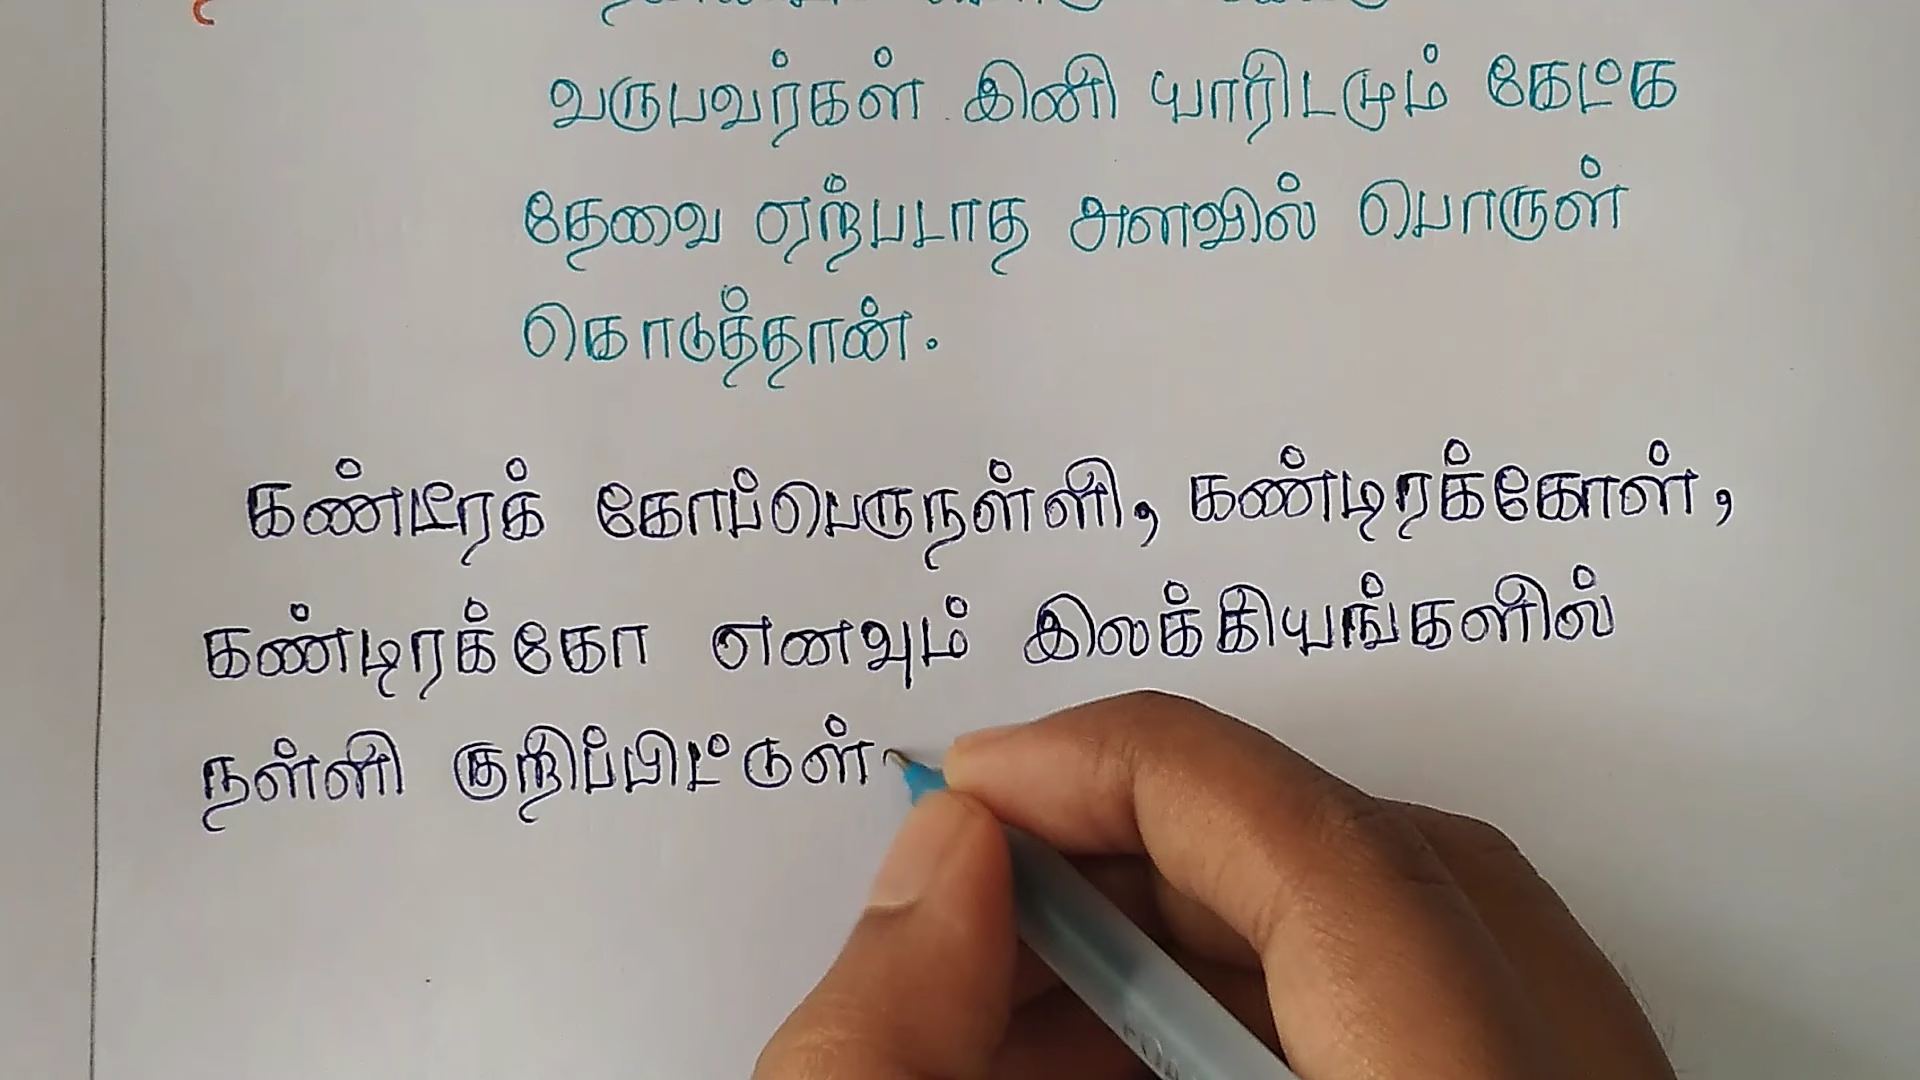 வருபவர்கள் இனி யாரிடமும் கேட்க
தேவை ஏற்படாத அளவில் பொருள்
கொடுத்தான்.
கண்டீரக் கோப்பெருநள்ளி, கண்டிரக்கோள்,
கண்டிரக்கோ எனவும் இலக்கியங்களில்
நள்ளி குறிப்பிட்டுள்